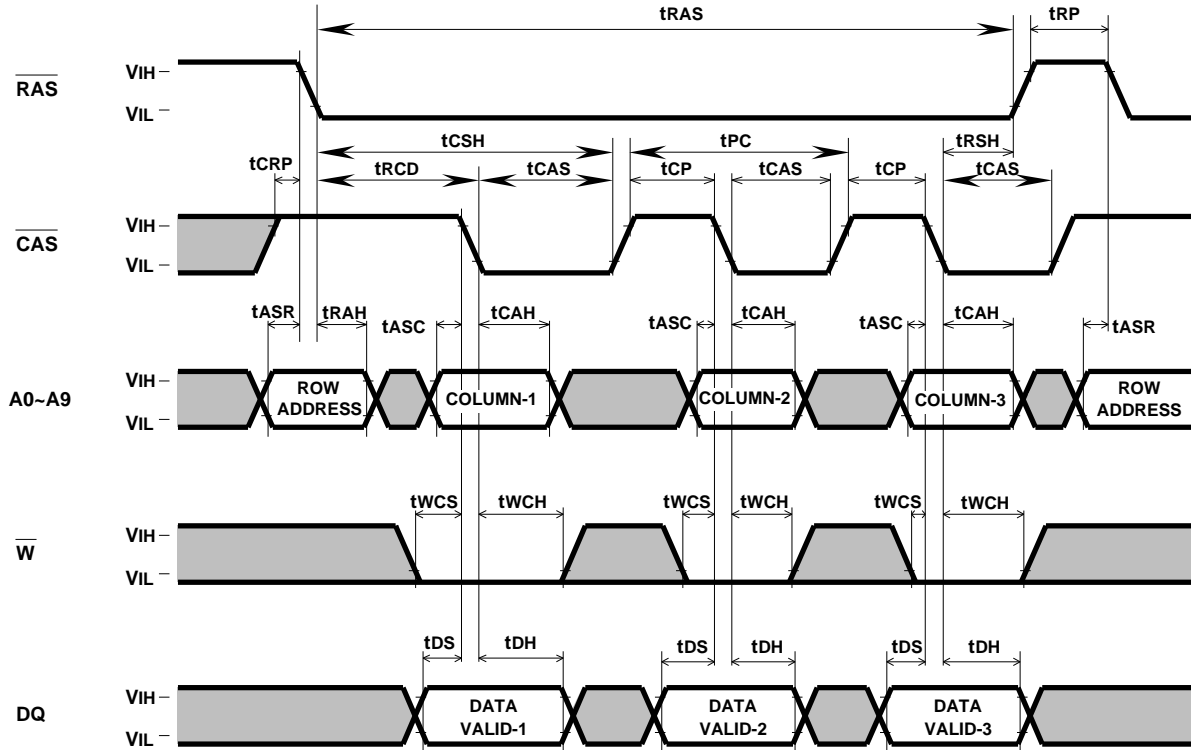 tRAS tRP
RAS VIH
VIL
tCSH tPC tRSH
tCRP tRCD tCAS tCP tCAS tCP tCAS
CAS VIH
VIL
tASR tRAH tASC tCAH tASC tCAH tASC tCAH tASR
A0~A9 VIH
VIL
ROW
ADDRESS
COLUMN-1
COLUMN-2
COLUMN-3
ROW
ADDRESS
tWCS tWCH tWCS tWCH tWCS tWCH
W VIH
VIL
tDS tDH tDS tDH tDS tDH
DQ VIH
VIL
DATA
VALID-1
DATA
VALID-2
DATA
VALID-3